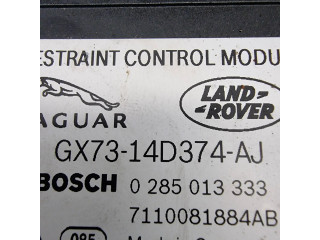 ESTRAINT CONTROL MODU
LAND-
ROVER
AGUAR
GX73-14D374-AJ
BOSCH 0 285 013 333
7110081884AB